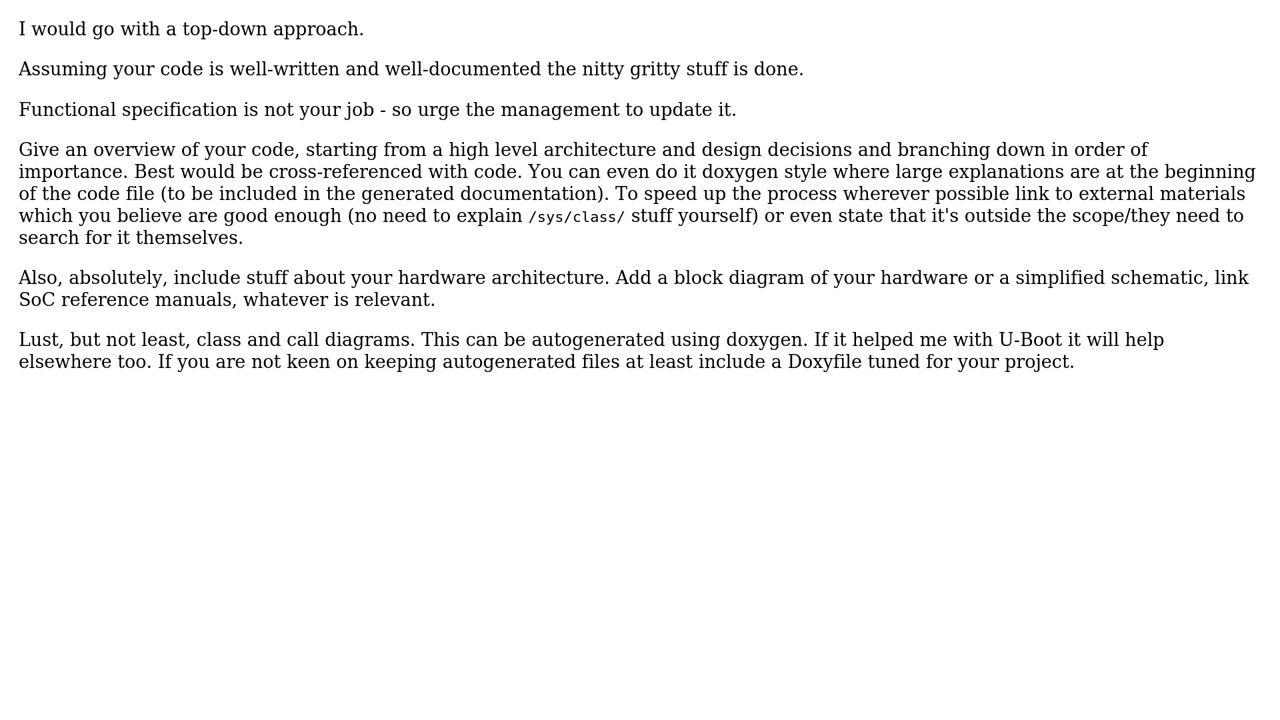 I would go with a top-down approach.
Assuming your code is well-written and well-documented the nitty gritty stuff is done.
Functional specification is not your job - so urge the management to update it.
Give an overview of your code, starting from a high level architecture and design decisions and branching down in order of
importance. Best would be cross-referenced with code. You can even do it doxygen style where large explanations are at the beginning
of the code file (to be included in the generated documentation). To speed up the process wherever possible link to external materials
which you believe are good enough (no need to explain /sys/class/ stuff yourself) or even state that it's outside the scope/they need to
search for it themselves.
Also, absolutely, include stuff about your hardware architecture. Add a block diagram of your hardware or a simplified schematic, link
SoC reference manuals, whatever is relevant.
Lust, but not least, class and call diagrams. This can be autogenerated using doxygen. If it helped me with U-Boot it will help
elsewhere too. If you are not keen on keeping autogenerated files at least include a Doxyfile tuned for your project.